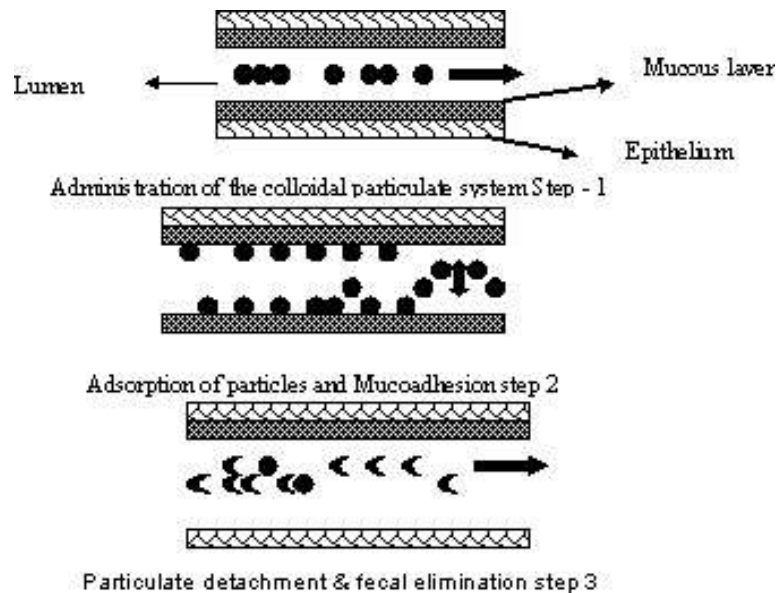 Lumen
Mucous layer
Epithelium
Administration of the colloidal particulate system Step - 1
Adsorption of particles and Mucoadhesion step 2
Particulate detachment & fecal elimination step 3